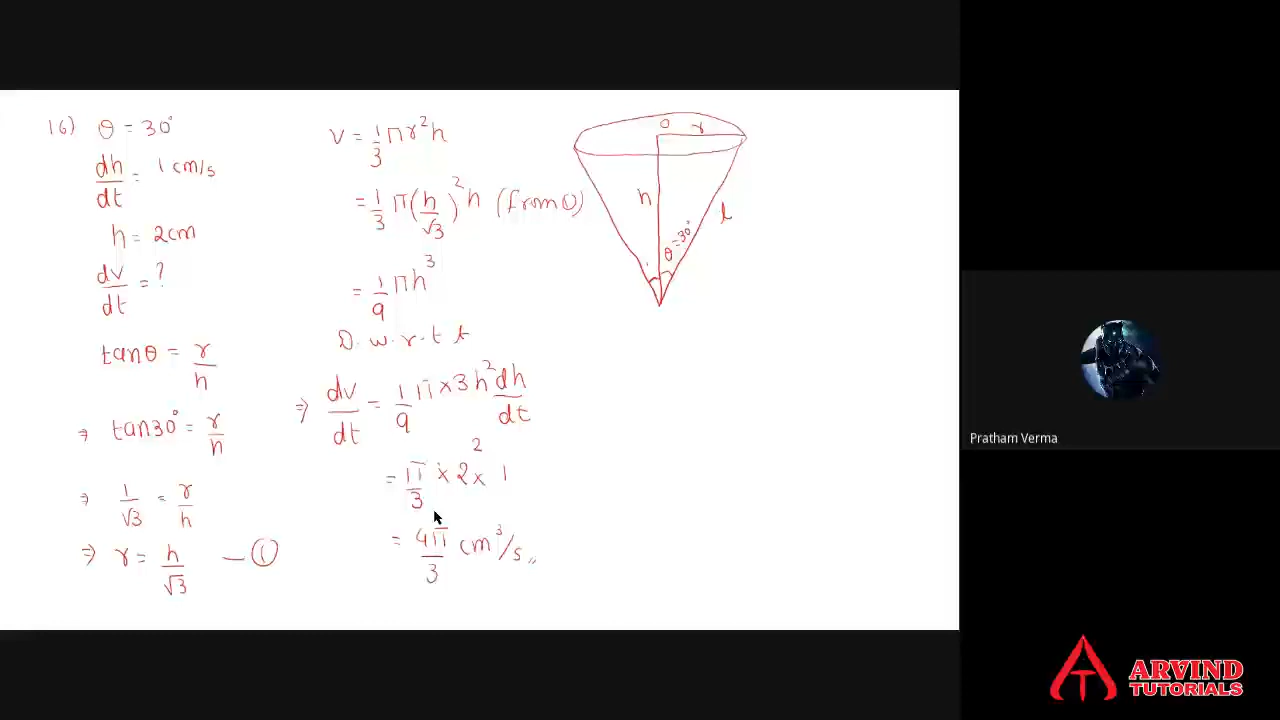 16) θ = 30°
dh/dt = 1 cm/s
h = 2cm
dv/dt = ?
tanθ = r/h
⇒ tan30° = r/h
⇒ 1/√3 = r/h
⇒ r = h/√3 — ①
V = 1/3 πr²h
= 1/3 π(h/√3)² h (from ①)
= 1/9 πh³
D. w. r. t t
⇒ dv/dt = 1/9 π × 3h² dh/dt
= π/3 × 2² × 1
= 4π/3 cm³/s,,
O r
h
l
θ = 30°
Pratham Verma
ARVIND
TUTORIALS